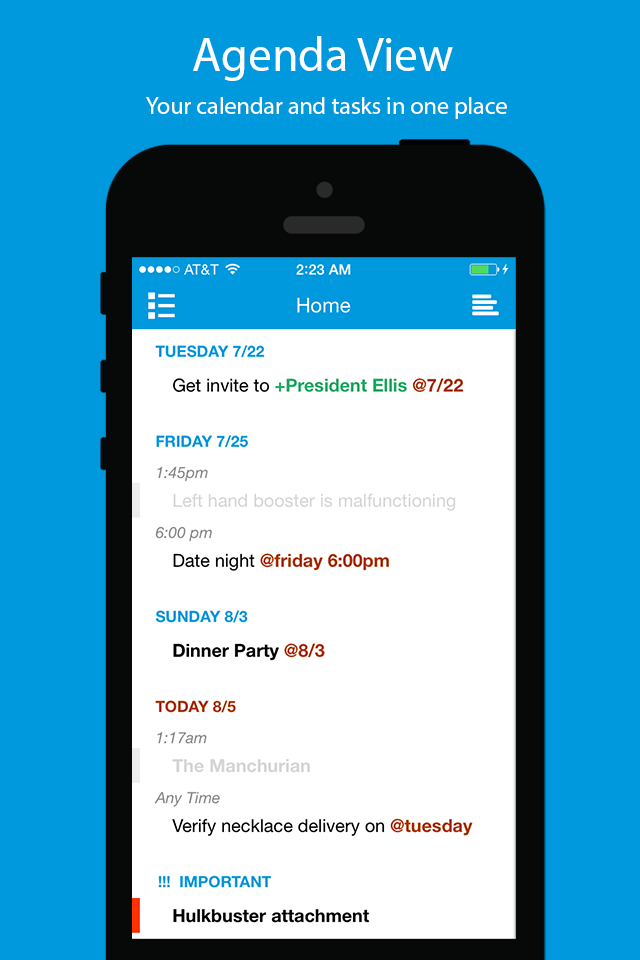 Agenda View
Your calendar and tasks in one place
AT&T 2:23 AM
Home
TUESDAY 7/22
Get invite to +President Ellis @7/22
FRIDAY 7/25
1:45pm
Left hand booster is malfunctioning
6:00 pm
Date night @friday 6:00pm
SUNDAY 8/3
Dinner Party @8/3
TODAY 8/5
1:17am
The Manchurian
Any Time
Verify necklace delivery on @tuesday
!!! IMPORTANT
Hulkbuster attachment